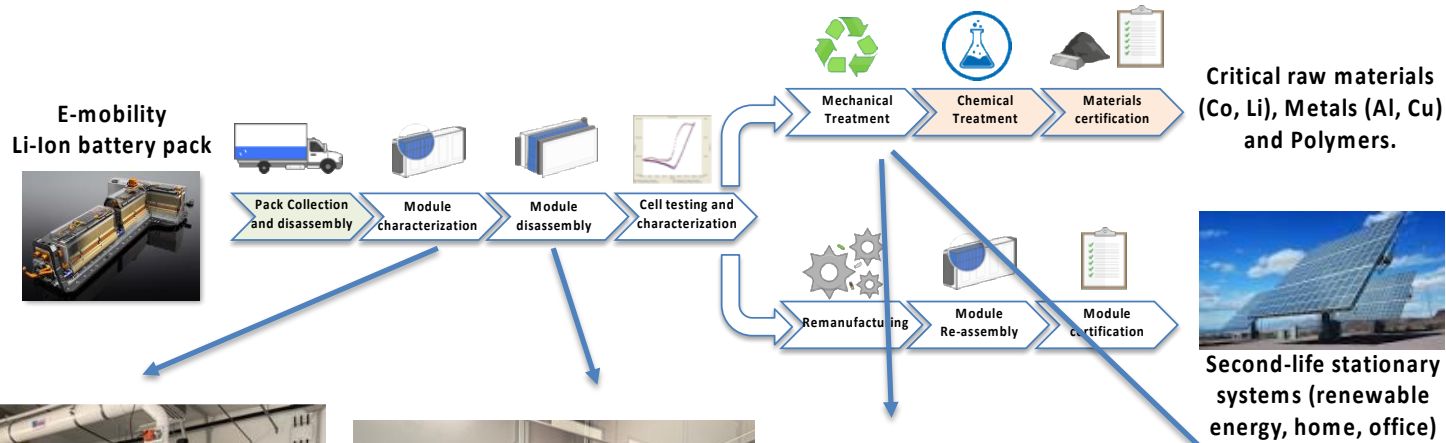 E-mobility
Li-Ion battery pack
Pack Collection
and disassembly
Module
characterization
Module
disassembly
Cell testing and
characterization
Mechanical
Treatment
Chemical
Treatment
Materials
certification
Critical raw materials
(Co, Li), Metals (Al, Cu)
and Polymers.
Remanufacturing
Module
Re-assembly
Module
certification
Second-life stationary
systems (renewable
energy, home, office)